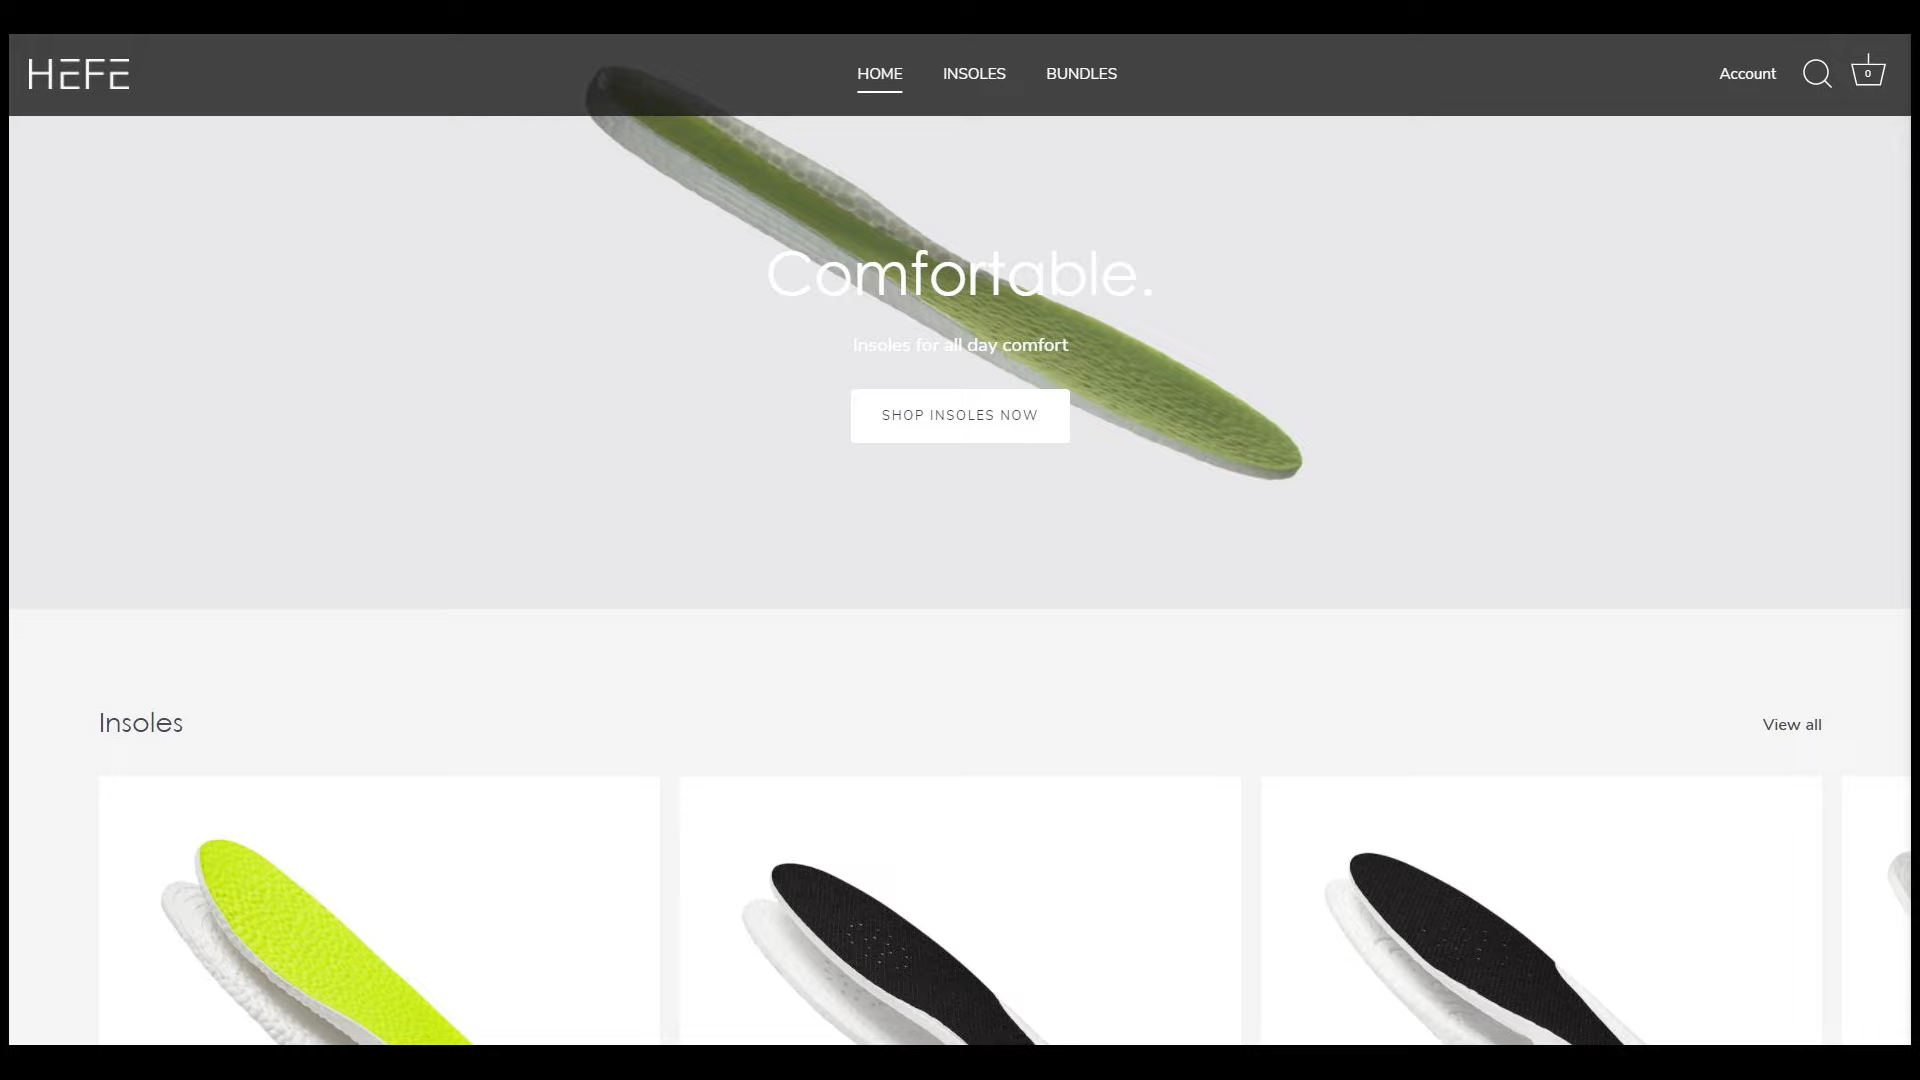 HEFE
HOME INSOLES BUNDLES
Account
0
Comfortable.
Insoles for all day comfort
SHOP INSOLES NOW
Insoles
View all